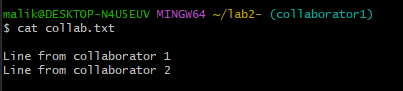 malik@DESKTOP-N4U5EUV MINGW64 ~/lab2- (collaborator1)
$ cat collab.txt
Line from collaborator 1
Line from collaborator 2